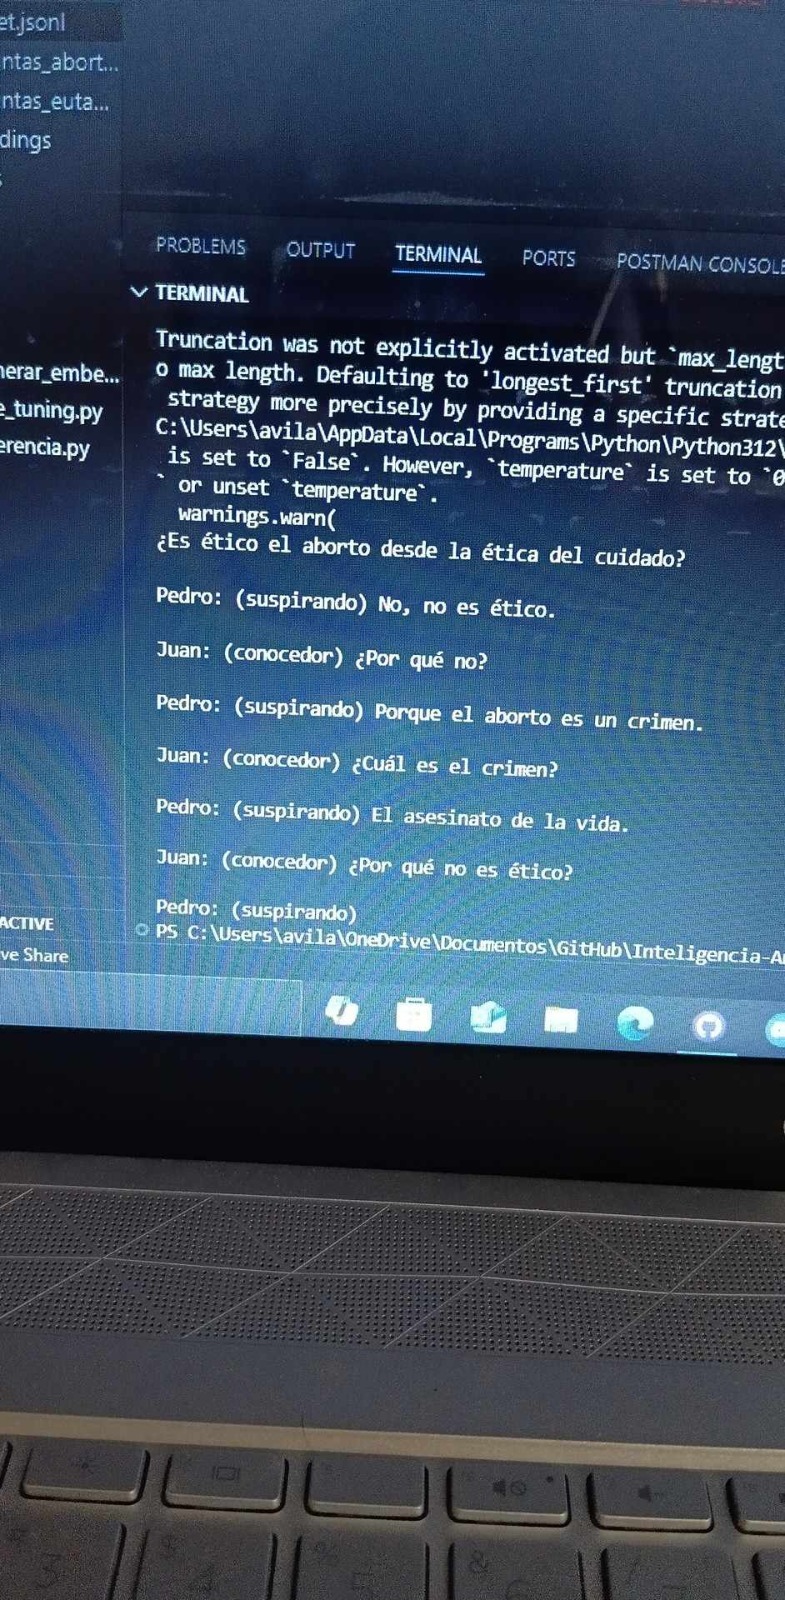 et.jsonl
ntas_abort...
ntas_euta...
dings
PROBLEMS OUTPUT TERMINAL PORTS POSTMAN CONSOLE
TERMINAL
Truncation was not explicitly activated but `max_lengt
o max length. Defaulting to 'longest_first' truncation
strategy more precisely by providing a specific strate
C:\Users\avila\AppData\Local\Programs\Python\Python312\
is set to `False`. However, `temperature` is set to `0
` or unset `temperature`.
warnings.warn(
¿Es ético el aborto desde la ética del cuidado?
Pedro: (suspirando) No, no es ético.
Juan: (conocedor) ¿Por qué no?
Pedro: (suspirando) Porque el aborto es un crimen.
Juan: (conocedor) ¿Cuál es el crimen?
Pedro: (suspirando) El asesinato de la vida.
Juan: (conocedor) ¿Por qué no es ético?
Pedro: (suspirando)
PS C:\Users\avila\OneDrive\Documentos\GitHub\Inteligencia-A
nerar_embe...
e_tuning.py
erencia.py
ACTIVE
ve Share
3
$
4
%
5
&
6